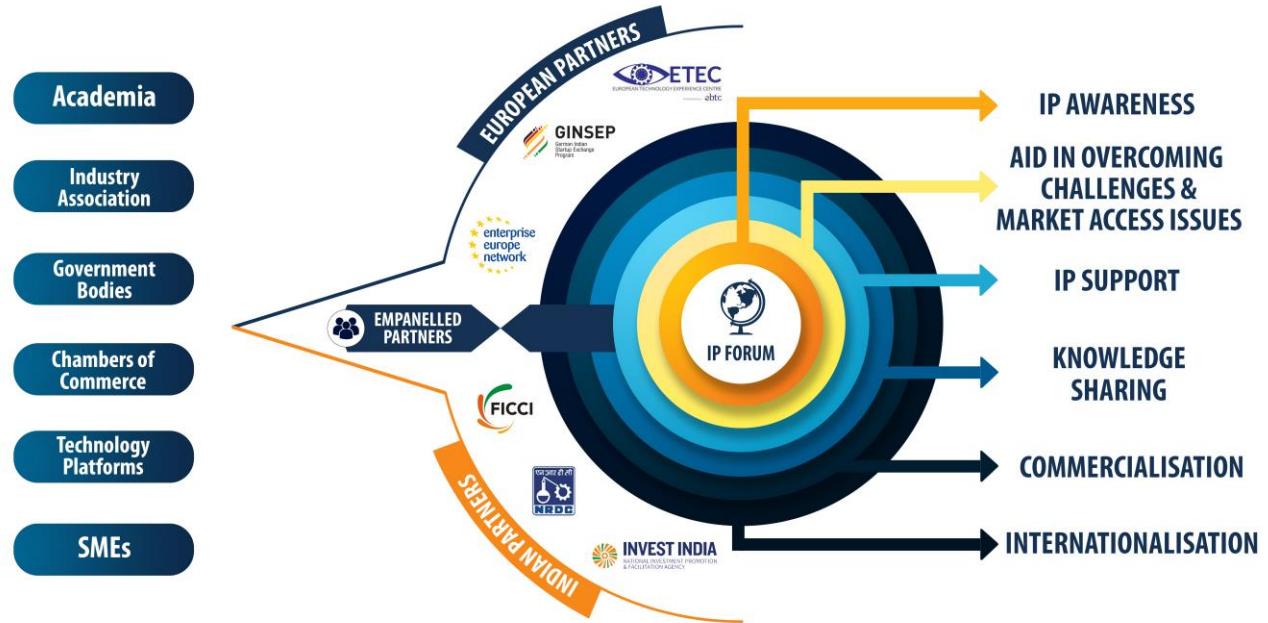 Academia
Industry
Association
Government
Bodies
Chambers of
Commerce
Technology
Platforms
SMEs
EUROPEAN PARTNERS
ETEC
EUROPEAN TECHNOLOGY EXPERIENCE CENTRE
ebtc
GINSEP
German Indian
Startup Exchange
Program
enterprise
europe
network
EMPANELLED
PARTNERS
FICCI
एन आर डी सी
NRDC
INVEST INDIA
NATIONAL INVESTMENT PROMOTION
& FACILITATION AGENCY
INDIAN PARTNERS
IP FORUM
IP AWARENESS
AID IN OVERCOMING
CHALLENGES &
MARKET ACCESS ISSUES
IP SUPPORT
KNOWLEDGE
SHARING
COMMERCIALISATION
INTERNATIONALISATION